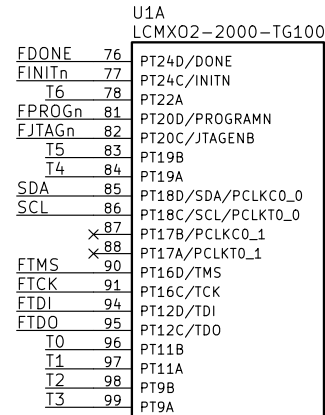 U1A
LCMXO2-2000-TG100
FDONE 76 PT24D/DONE
FINITn 77 PT24C/INITN
T6 78 PT22A
FPROGn 81 PT20D/PROGRAMN
FJTAGn 82 PT20C/JTAGENB
T5 83 PT19B
T4 84 PT19A
SDA 85 PT18D/SDA/PCLKC0_0
SCL 86 PT18C/SCL/PCLKT0_0
87 PT17B/PCLKC0_1
88 PT17A/PCLKT0_1
FTMS 90 PT16D/TMS
FTCK 91 PT16C/TCK
FTDI 94 PT12D/TDI
FTDO 95 PT12C/TDO
T0 96 PT11B
T1 97 PT11A
T2 98 PT9B
T3 99 PT9A